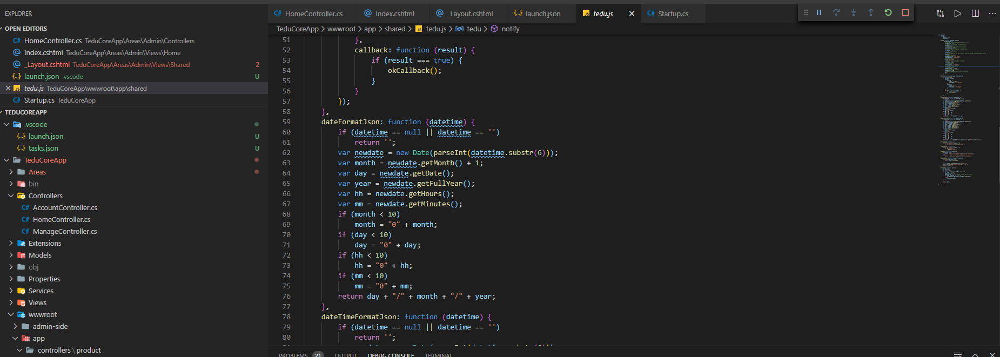 EXPLORER
OPEN EDITORS
C# HomeController.cs TeduCoreApp\Areas\Admin\Controllers
@ Index.cshtml TeduCoreApp\Areas\Admin\Views\Home
@ _Layout.cshtml TeduCoreApp\Areas\Admin\Views\Shared 2
{..} launch.json .vscode U
JS tedu.js TeduCoreApp\wwwroot\app\shared
C# Startup.cs TeduCoreApp
TEDUCOREAPP
.vscode
{..} launch.json U
{..} tasks.json U
TeduCoreApp
Areas
bin
Controllers
C# AccountController.cs
C# HomeController.cs
C# ManageController.cs
Extensions
Models
obj
Properties
Services
Views
wwwroot
admin-side
app
controllers \ product
C# HomeController.cs @ Index.cshtml @ _Layout.cshtml {..} launch.json JS tedu.js C# Startup.cs
TeduCoreApp > wwwroot > app > shared > JS tedu.js > tedu > notify
51 },
52 callback: function (result) {
53 if (result === true) {
54 okCallback();
55 }
56 }
57 });
58 },
59 dateFormatJson: function (datetime) {
60 if (datetime == null || datetime == '')
61 return '';
62 var newdate = new Date(parseInt(datetime.substr(6)));
63 var month = newdate.getMonth() + 1;
64 var day = newdate.getDate();
65 var year = newdate.getFullYear();
66 var hh = newdate.getHours();
67 var mm = newdate.getMinutes();
68 if (month < 10)
69 month = "0" + month;
70 if (day < 10)
71 day = "0" + day;
72 if (hh < 10)
73 hh = "0" + hh;
74 if (mm < 10)
75 mm = "0" + mm;
76 return day + "/" + month + "/" + year;
77 },
78 dateTimeFormatJson: function (datetime) {
79 if (datetime == null || datetime == '')
80 return '';
PROBLEMS 21 OUTPUT DEBUG CONSOLE TERMINAL